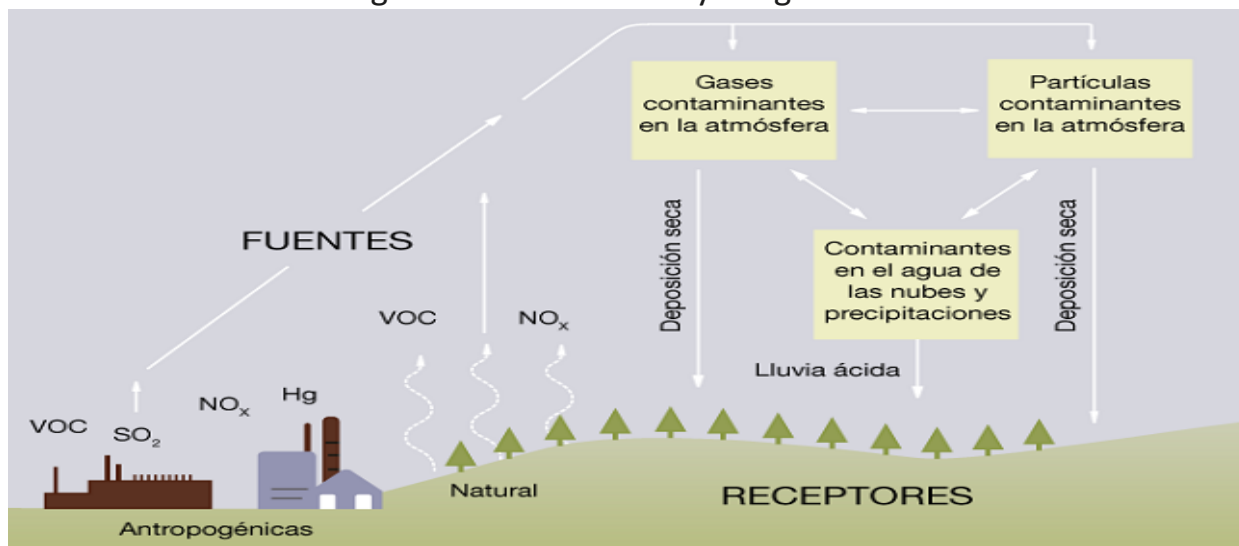 Gases
contaminantes
en la atmósfera
Partículas
contaminantes
en la atmósfera
FUENTES
Deposición seca
Contaminantes
en el agua de
las nubes y
precipitaciones
Deposición seca
VOC
NOx
Lluvia ácida
VOC
SO2
NOx
Hg
Natural
RECEPTORES
Antropogénicas